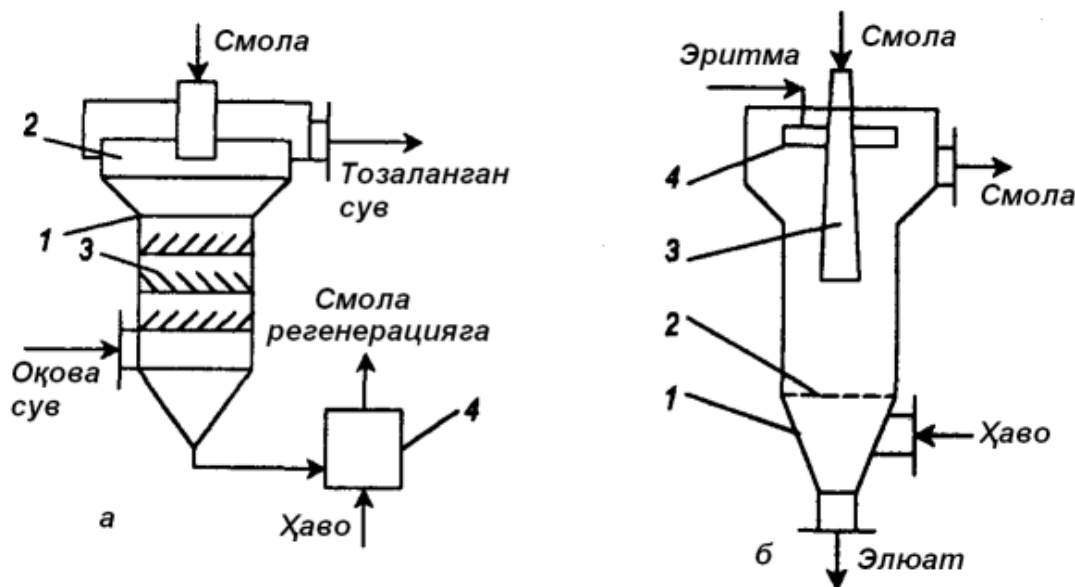 Смола
2
Тозаланган
сув
1
3
Смола
регенерацияга
Оқова
сув
4
Ҳаво
а
Смола
Эритма
4
Смола
3
2
1
Ҳаво
б
Элюат